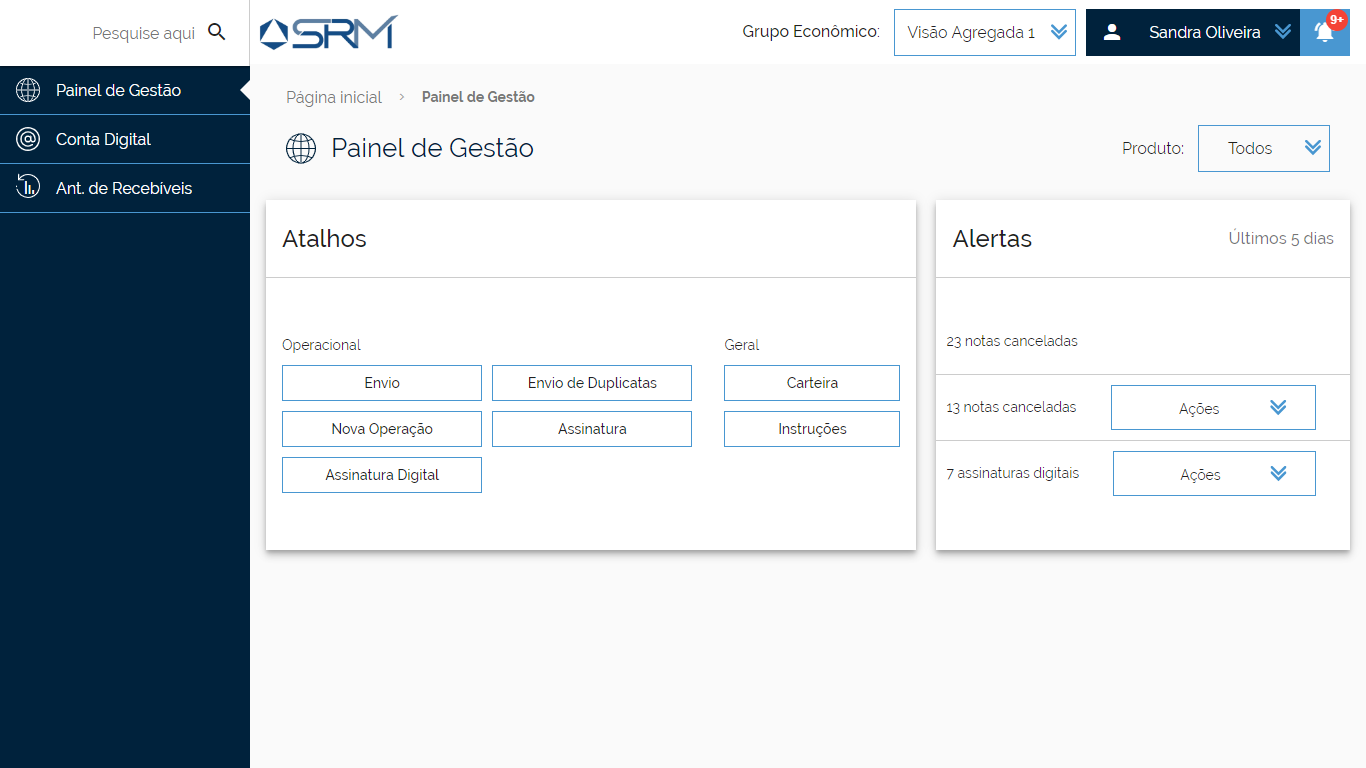 Pesquise aqui
SRM
Grupo Econômico:
Visão Agregada 1
Sandra Oliveira
9+
Painel de Gestão
Conta Digital
Ant. de Recebíveis
Página inicial > Painel de Gestão
Painel de Gestão
Produto:
Todos
Atalhos
Operacional
Envio
Envio de Duplicatas
Nova Operação
Assinatura
Assinatura Digital
Geral
Carteira
Instruções
Alertas
Últimos 5 dias
23 notas canceladas
13 notas canceladas
Ações
7 assinaturas digitais
Ações